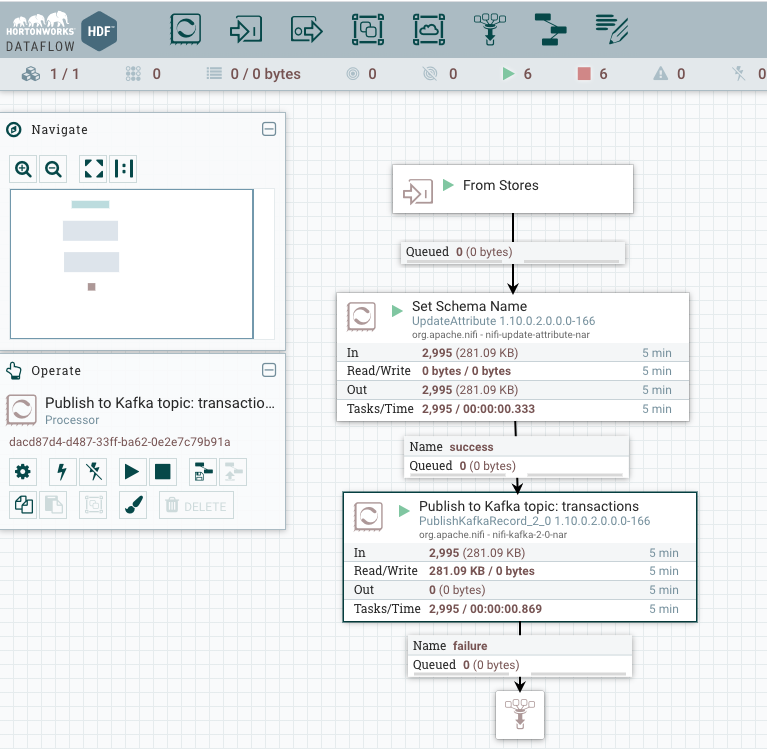 HORTONWORKS
DATAFLOW
HDF
1 / 1
0
0 / 0 bytes
0
0
6
6
0
0
Navigate
Operate
Publish to Kafka topic: transactio...
Processor
dacd87d4-d487-33ff-ba62-0e2e7c79b91a
DELETE
From Stores
Queued 0 (0 bytes)
Set Schema Name
UpdateAttribute 1.10.0.2.0.0.0-166
org.apache.nifi - nifi-update-attribute-nar
In 2,995 (281.09 KB) 5 min
Read/Write 0 bytes / 0 bytes 5 min
Out 2,995 (281.09 KB) 5 min
Tasks/Time 2,995 / 00:00:00.333 5 min
Name success
Queued 0 (0 bytes)
Publish to Kafka topic: transactions
PublishKafkaRecord_2_0 1.10.0.2.0.0.0-166
org.apache.nifi - nifi-kafka-2-0-nar
In 2,995 (281.09 KB) 5 min
Read/Write 281.09 KB / 0 bytes 5 min
Out 0 (0 bytes) 5 min
Tasks/Time 2,995 / 00:00:00.869 5 min
Name failure
Queued 0 (0 bytes)